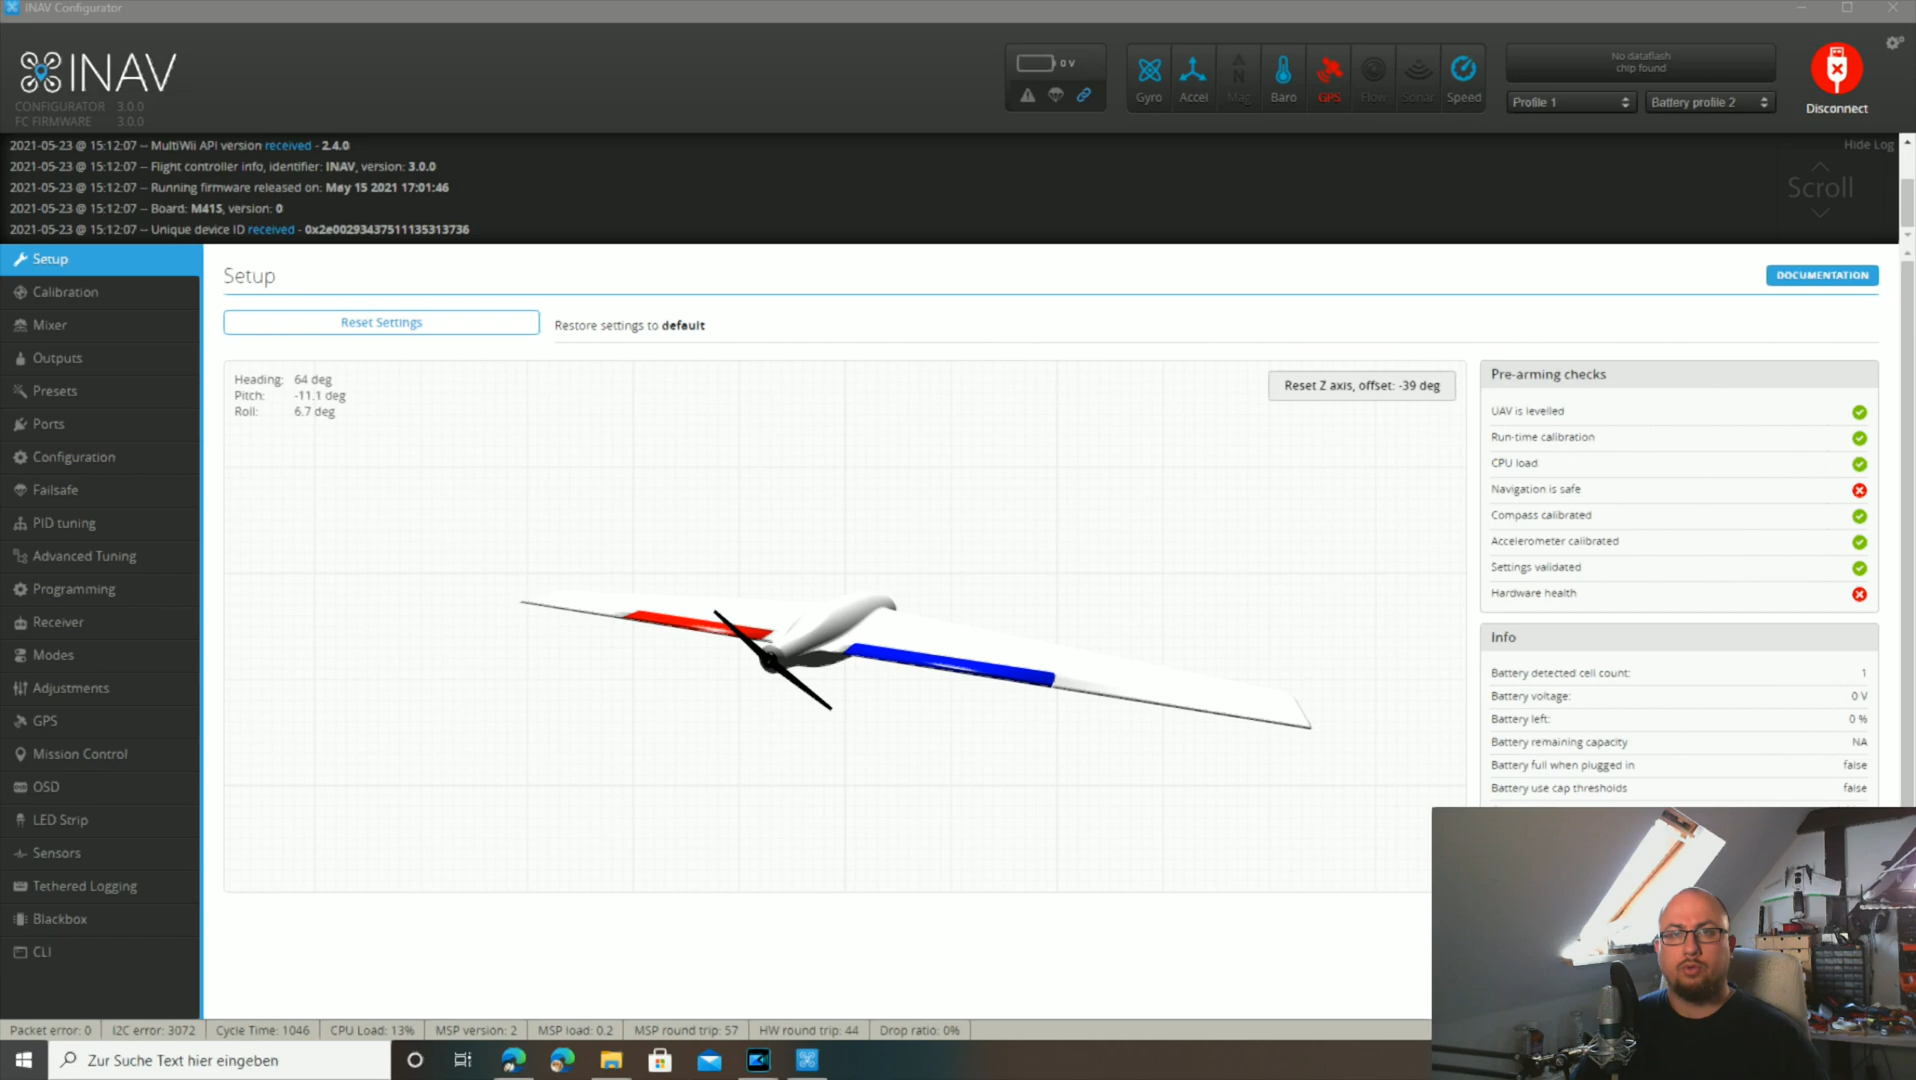 INAV Configurator
INAV
CONFIGURATOR 3.0.0
FC FIRMWARE 3.0.0
0 V
Gyro
Accel
Mag
Baro
GPS
Flow
Sonar
Speed
No dataflash
chip found
Profile 1
Battery profile 2
Disconnect
2021-05-23 @ 15:12:07 -- MultiWii API version received - 2.4.0
2021-05-23 @ 15:12:07 -- Flight controller info, identifier: INAV, version: 3.0.0
2021-05-23 @ 15:12:07 -- Running firmware released on: May 15 2021 17:01:46
2021-05-23 @ 15:12:07 -- Board: M41S, version: 0
2021-05-23 @ 15:12:07 -- Unique device ID received - 0x2e00293437511135313736
Hide Log
Scroll
Setup
Calibration
Mixer
Outputs
Presets
Ports
Configuration
Failsafe
PID tuning
Advanced Tuning
Programming
Receiver
Modes
Adjustments
GPS
Mission Control
OSD
LED Strip
Sensors
Tethered Logging
Blackbox
CLI
Setup
DOCUMENTATION
Reset Settings
Restore settings to default
Heading: 64 deg
Pitch: -11.1 deg
Roll: 6.7 deg
Reset Z axis, offset: -39 deg
Pre-arming checks
UAV is levelled
Run-time calibration
CPU load
Navigation is safe
Compass calibrated
Accelerometer calibrated
Settings validated
Hardware health
Info
Battery detected cell count: 1
Battery voltage: 0 V
Battery left: 0 %
Battery remaining capacity NA
Battery full when plugged in false
Battery use cap thresholds false
Packet error: 0
I2C error: 3072
Cycle Time: 1046
CPU Load: 13%
MSP version: 2
MSP load: 0.2
MSP round trip: 57
HW round trip: 44
Drop ratio: 0%
Zur Suche Text hier eingeben